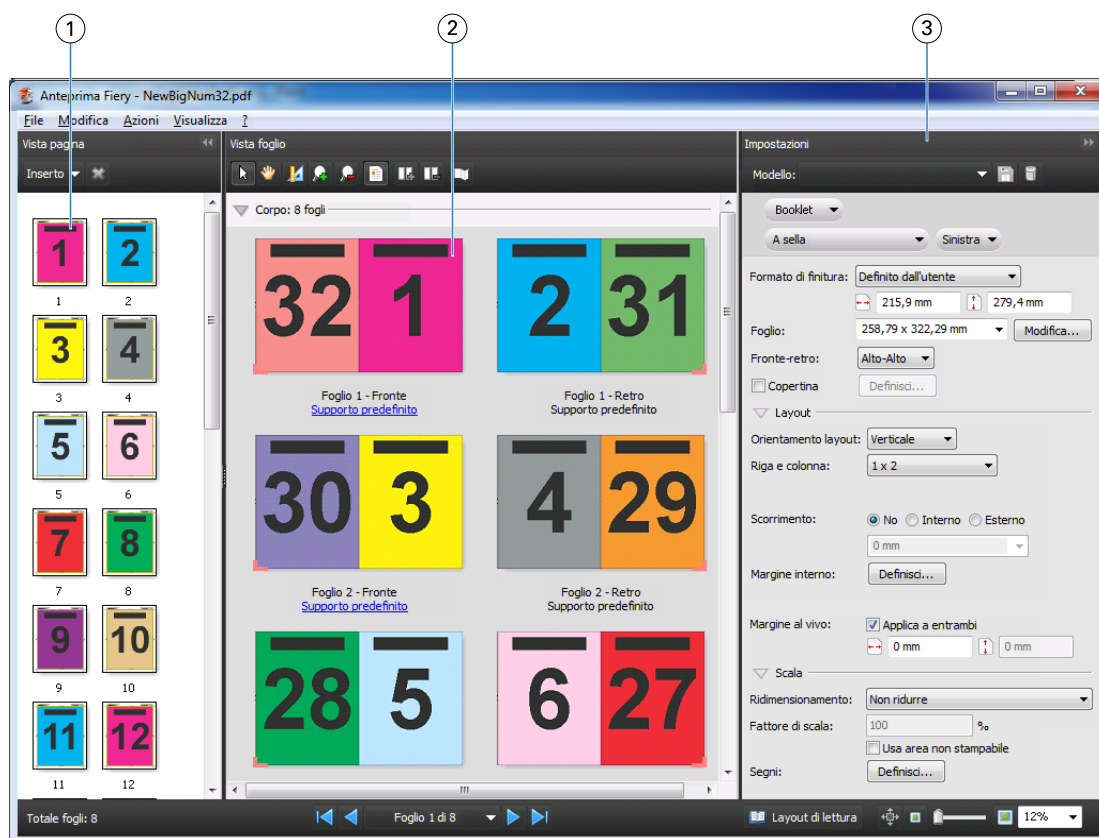 1
2
3
Anteprima Fiery - NewBigNum32.pdf
File Modifica Azioni Visualizza ?
Vista pagina
Inserto
1
2
1
2
3
4
3
4
5
6
5
6
7
8
7
8
9
10
9
10
11
12
11
12
Totale fogli: 8
Vista foglio
Corpo: 8 fogli
32 1
2 31
Foglio 1 - Fronte
Supporto predefinito
Foglio 1 - Retro
Supporto predefinito
30 3
4 29
Foglio 2 - Fronte
Supporto predefinito
Foglio 2 - Retro
Supporto predefinito
28 5
6 27
Foglio 1 di 8
Impostazioni
Modello:
Booklet
A sella
Sinistra
Formato di finitura: Definito dall'utente
215,9 mm
279,4 mm
Foglio: 258,79 x 322,29 mm
Modifica...
Fronte-retro: Alto-Alto
Copertina
Definisci...
Layout
Orientamento layout: Verticale
Riga e colonna: 1 x 2
Scorrimento: No Interno Esterno
0 mm
Margine interno: Definisci...
Margine al vivo: Applica a entrambi
0 mm
0 mm
Scala
Ridimensionamento: Non ridurre
Fattore di scala: 100 %
Usa area non stampabile
Segni: Definisci...
Layout di lettura
12%